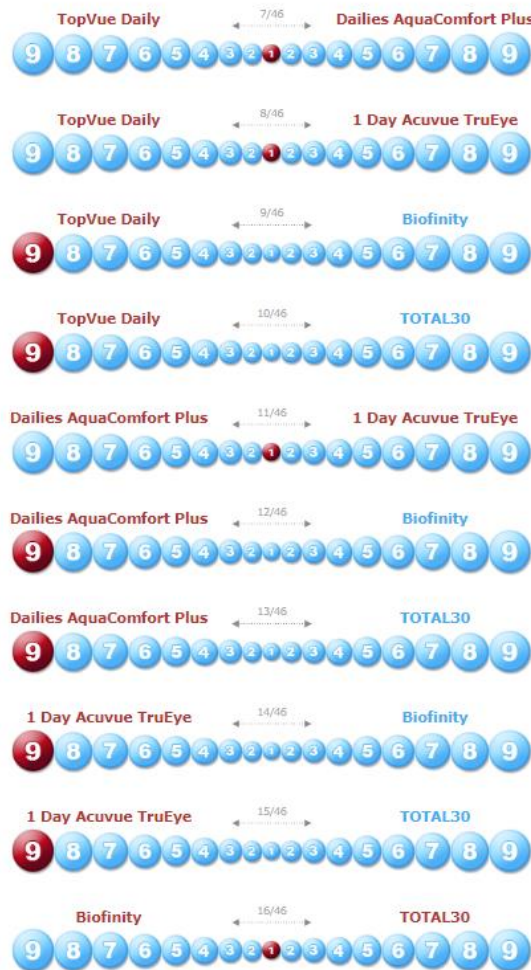 7/46
TopVue Daily Dailies AquaComfort Plus
9 8 7 6 5 4 3 2 1 2 3 4 5 6 7 8 9
8/46
TopVue Daily 1 Day Acuvue TruEye
9 8 7 6 5 4 3 2 1 2 3 4 5 6 7 8 9
9/46
TopVue Daily Biofinity
9 8 7 6 5 4 3 2 1 2 3 4 5 6 7 8 9
10/46
TopVue Daily TOTAL30
9 8 7 6 5 4 3 2 1 2 3 4 5 6 7 8 9
11/46
Dailies AquaComfort Plus 1 Day Acuvue TruEye
9 8 7 6 5 4 3 2 1 2 3 4 5 6 7 8 9
12/46
Dailies AquaComfort Plus Biofinity
9 8 7 6 5 4 3 2 1 2 3 4 5 6 7 8 9
13/46
Dailies AquaComfort Plus TOTAL30
9 8 7 6 5 4 3 2 1 2 3 4 5 6 7 8 9
14/46
1 Day Acuvue TruEye Biofinity
9 8 7 6 5 4 3 2 1 2 3 4 5 6 7 8 9
15/46
1 Day Acuvue TruEye TOTAL30
9 8 7 6 5 4 3 2 1 2 3 4 5 6 7 8 9
16/46
Biofinity TOTAL30
9 8 7 6 5 4 3 2 1 2 3 4 5 6 7 8 9